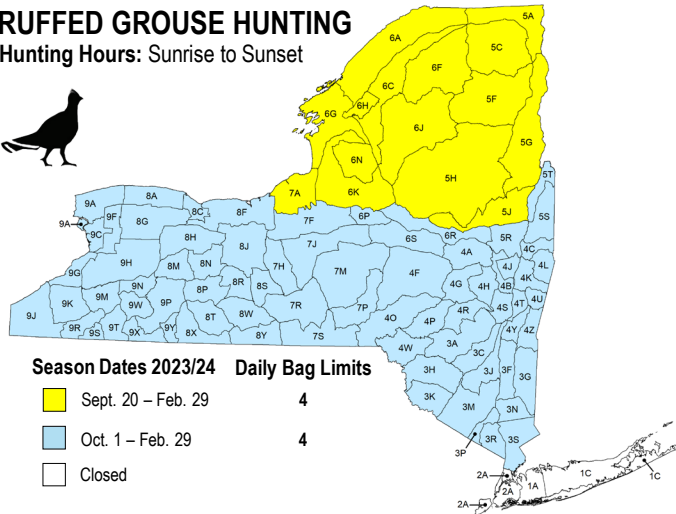 RUFFED GROUSE HUNTING
Hunting Hours: Sunrise to Sunset
5A
6A
5C
6F
6C
5F
6H
6G
6J
5G
6N
5H
5T
7A
6K
5J
9A
8A
8C
8F
7F
6P
5S
9A
9F
8G
9C
8H
8J
7J
6S
6R
5R
4A
4C
9H
8M
8N
7H
7M
4F
4J
4L
9G
4K
9N
8P
8R
8S
4G
4H
4B
9K
9M
9W
9P
7R
7P
4R
4S
4T
4U
9J
8T
8W
4O
4P
9R
9S
9T
9X
9Y
8X
8Y
7S
4Y
4Z
4W
3A
3C
Season Dates 2023/24 Daily Bag Limits
3H
3J
3F
3G
Sept. 20 – Feb. 29 4
3K
3M
3N
Oct. 1 – Feb. 29 4
3P
3R
3S
Closed
2A
1C
1C
2A
1A
2A